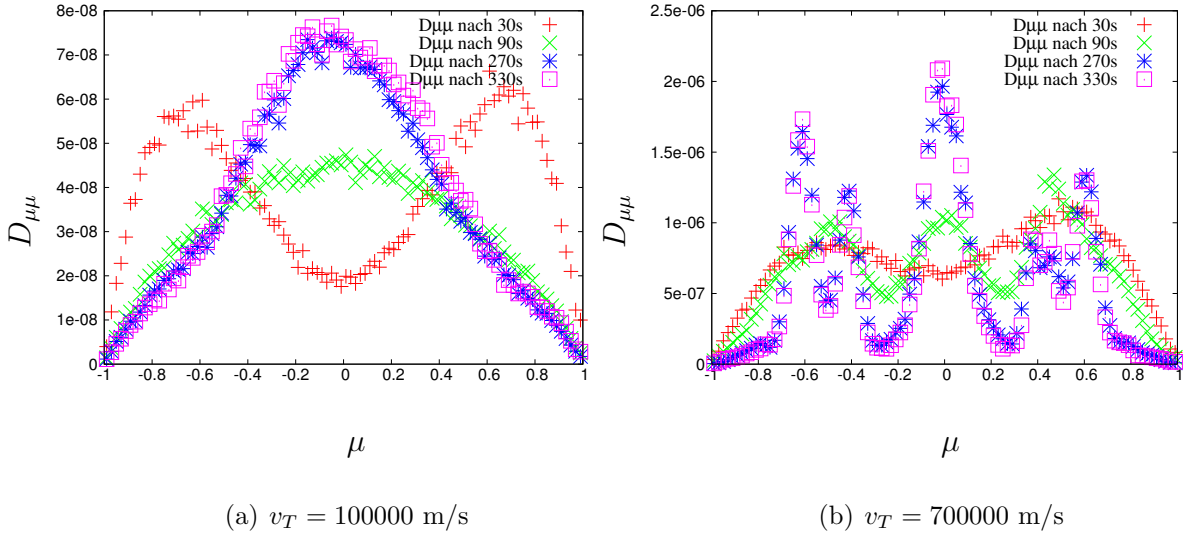 8e-08
7e-08
6e-08
5e-08
4e-08
3e-08
2e-08
1e-08
0
-1 -0.8 -0.6 -0.4 -0.2 0 0.2 0.4 0.6 0.8 1
Dμμ
μ
Dμμ nach 30s
Dμμ nach 90s
Dμμ nach 270s
Dμμ nach 330s
(a) vT = 100000 m/s
2.5e-06
2e-06
1.5e-06
1e-06
5e-07
0
-1 -0.8 -0.6 -0.4 -0.2 0 0.2 0.4 0.6 0.8 1
Dμμ
μ
Dμμ nach 30s
Dμμ nach 90s
Dμμ nach 270s
Dμμ nach 330s
(b) vT = 700000 m/s